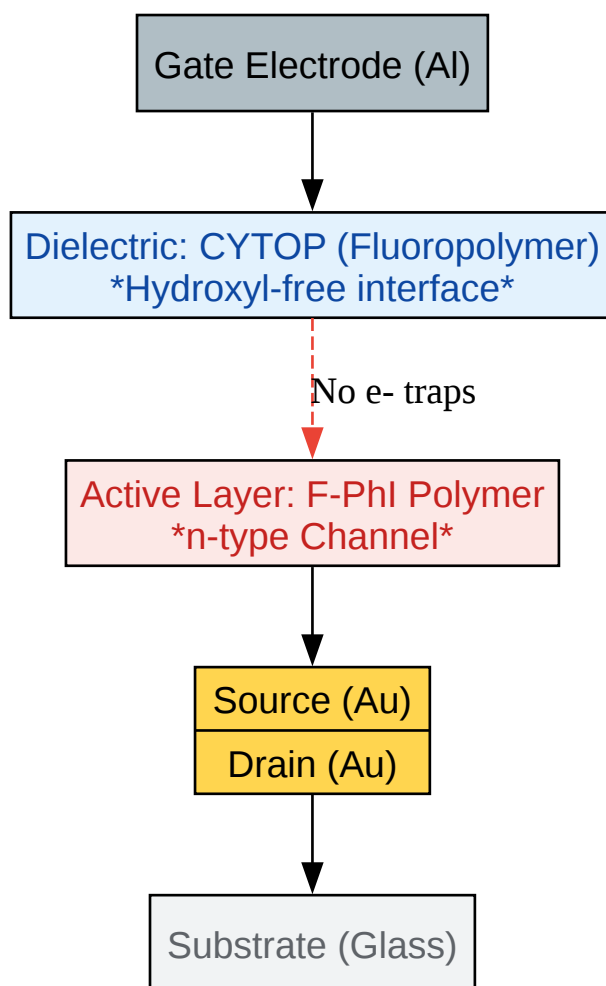 Gate Electrode (Al)
Dielectric: CYTOP (Fluoropolymer)
*Hydroxyl-free interface*
No e- traps
Active Layer: F-PhI Polymer
*n-type Channel*
Source (Au)
Drain (Au)
Substrate (Glass)